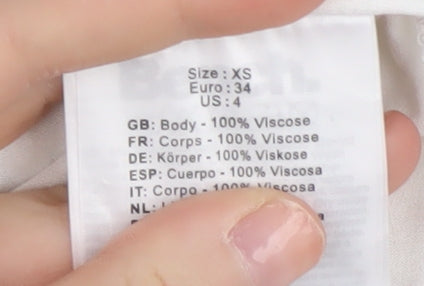 Size : XS
Euro : 34
US : 4
GB: Body - 100% Viscose
FR: Corps - 100% Viscose
DE: Körper - 100% Viskose
ESP: Cuerpo - 100% Viscosa
IT: Corpo - 100% Viscosa
NL: